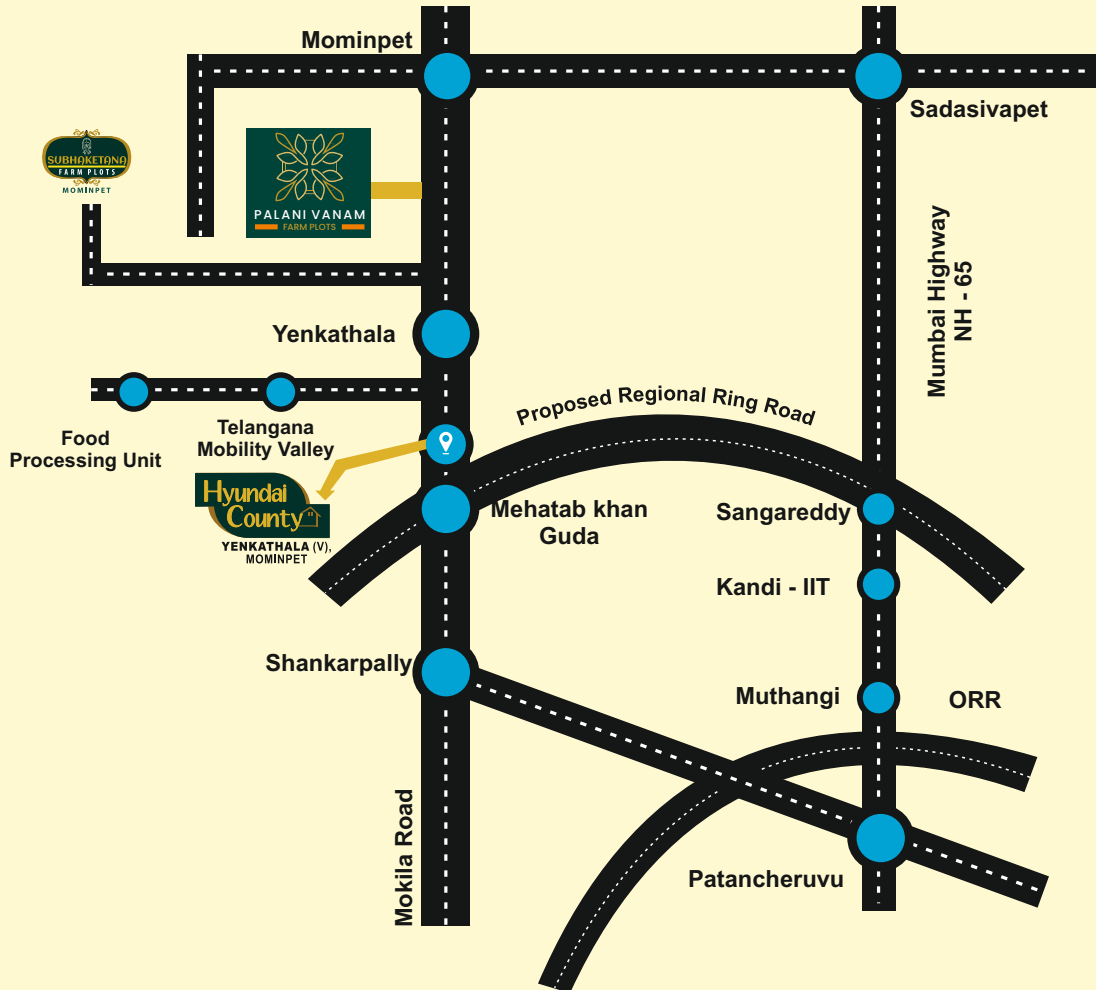 Mominpet
Sadasivapet
SUBHAKETANA
FARM PLOTS
MOMINPET
PALANI VANAM
FARM PLOTS
Mumbai Highway
NH - 65
Yenkathala
Proposed Regional Ring Road
Food
Processing Unit
Telangana
Mobility Valley
Hyundai
County
YENKATHALA (V),
MOMINPET
Mehatab khan
Guda
Sangareddy
Kandi - IIT
Shankarpally
Muthangi
ORR
Mokila Road
Patancheruvu